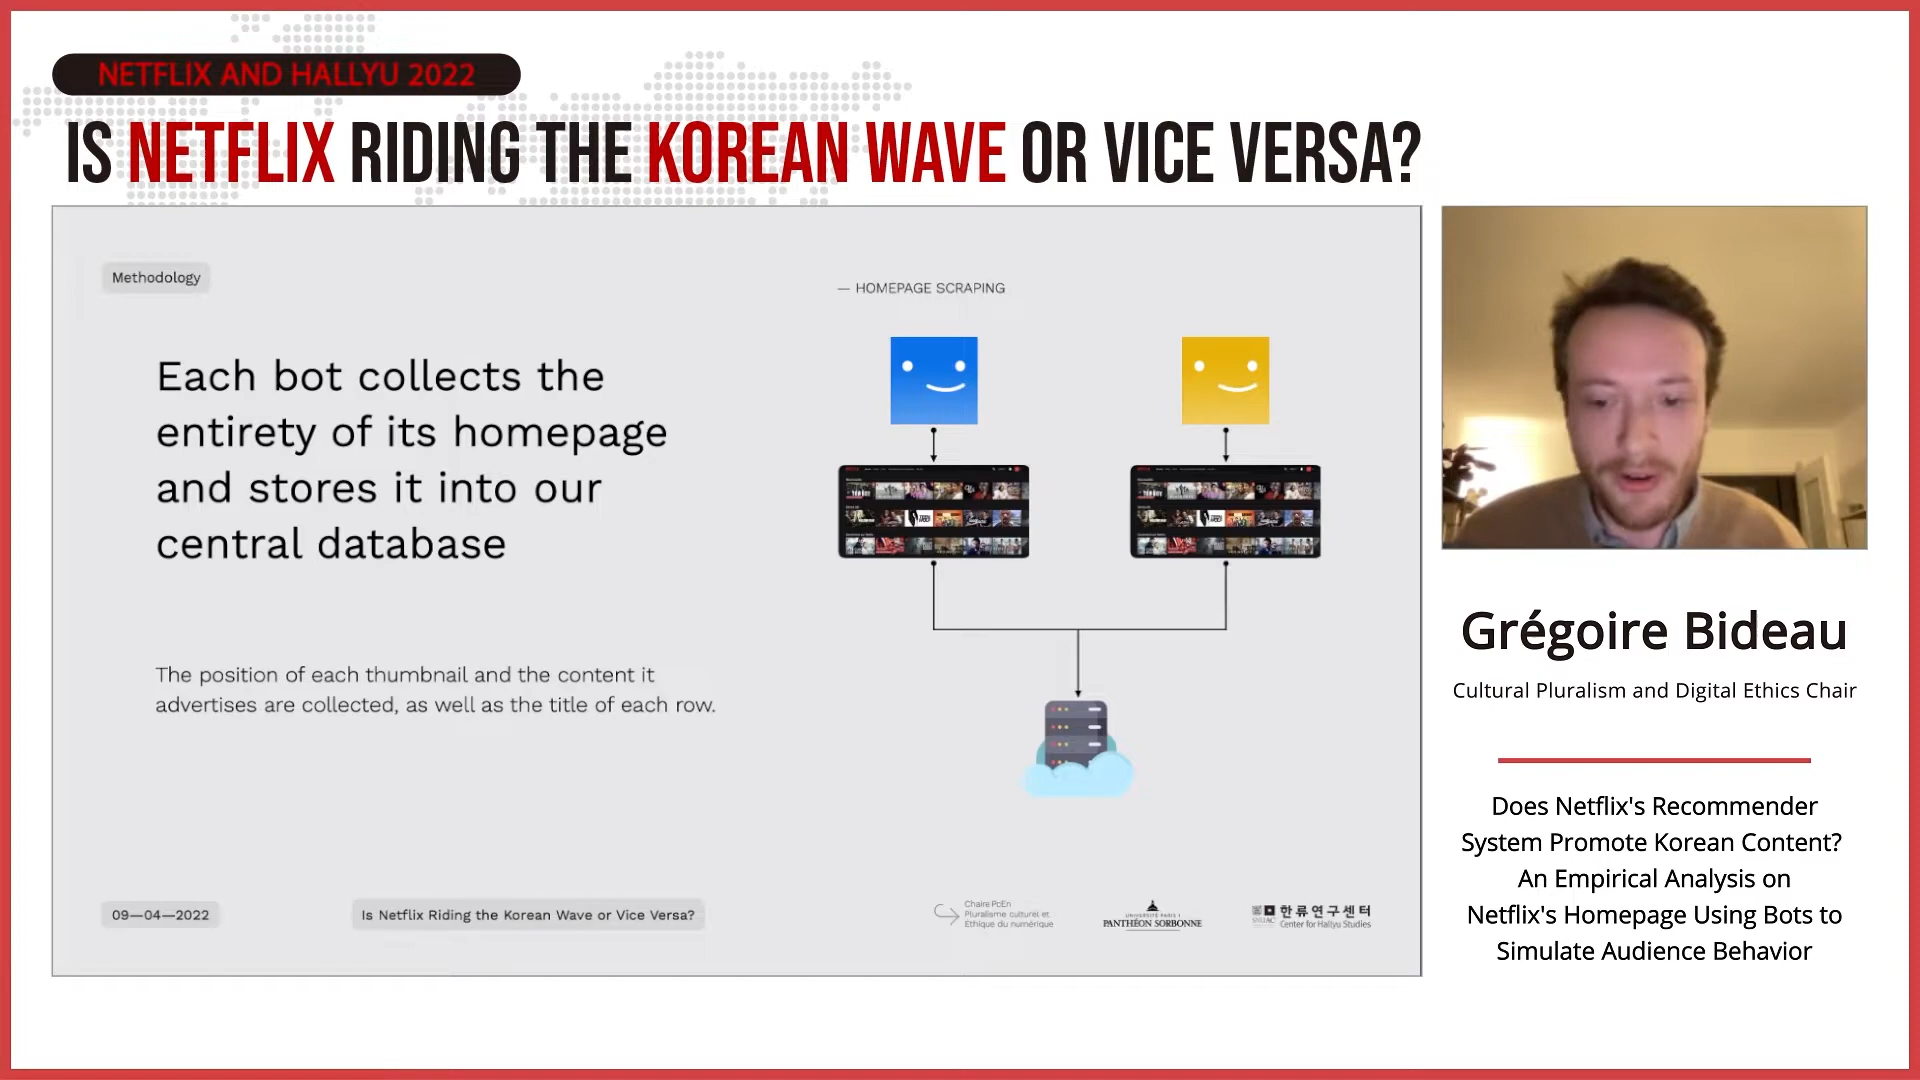 NETFLIX AND HALLYU 2022
IS NETFLIX RIDING THE KOREAN WAVE OR VICE VERSA?
Methodology
Each bot collects the
entirety of its homepage
and stores it into our
central database
The position of each thumbnail and the content it
advertises are collected, as well as the title of each row.
— HOMEPAGE SCRAPING
09—04—2022
Is Netflix Riding the Korean Wave or Vice Versa?
Chaire PcEn
Pluralisme culturel et
Ethique du numérique
UNIVERSITÉ PARIS 1
PANTHÉON SORBONNE
한류연구센터
Center for Hallyu Studies
Grégoire Bideau
Cultural Pluralism and Digital Ethics Chair
Does Netflix's Recommender
System Promote Korean Content?
An Empirical Analysis on
Netflix's Homepage Using Bots to
Simulate Audience Behavior